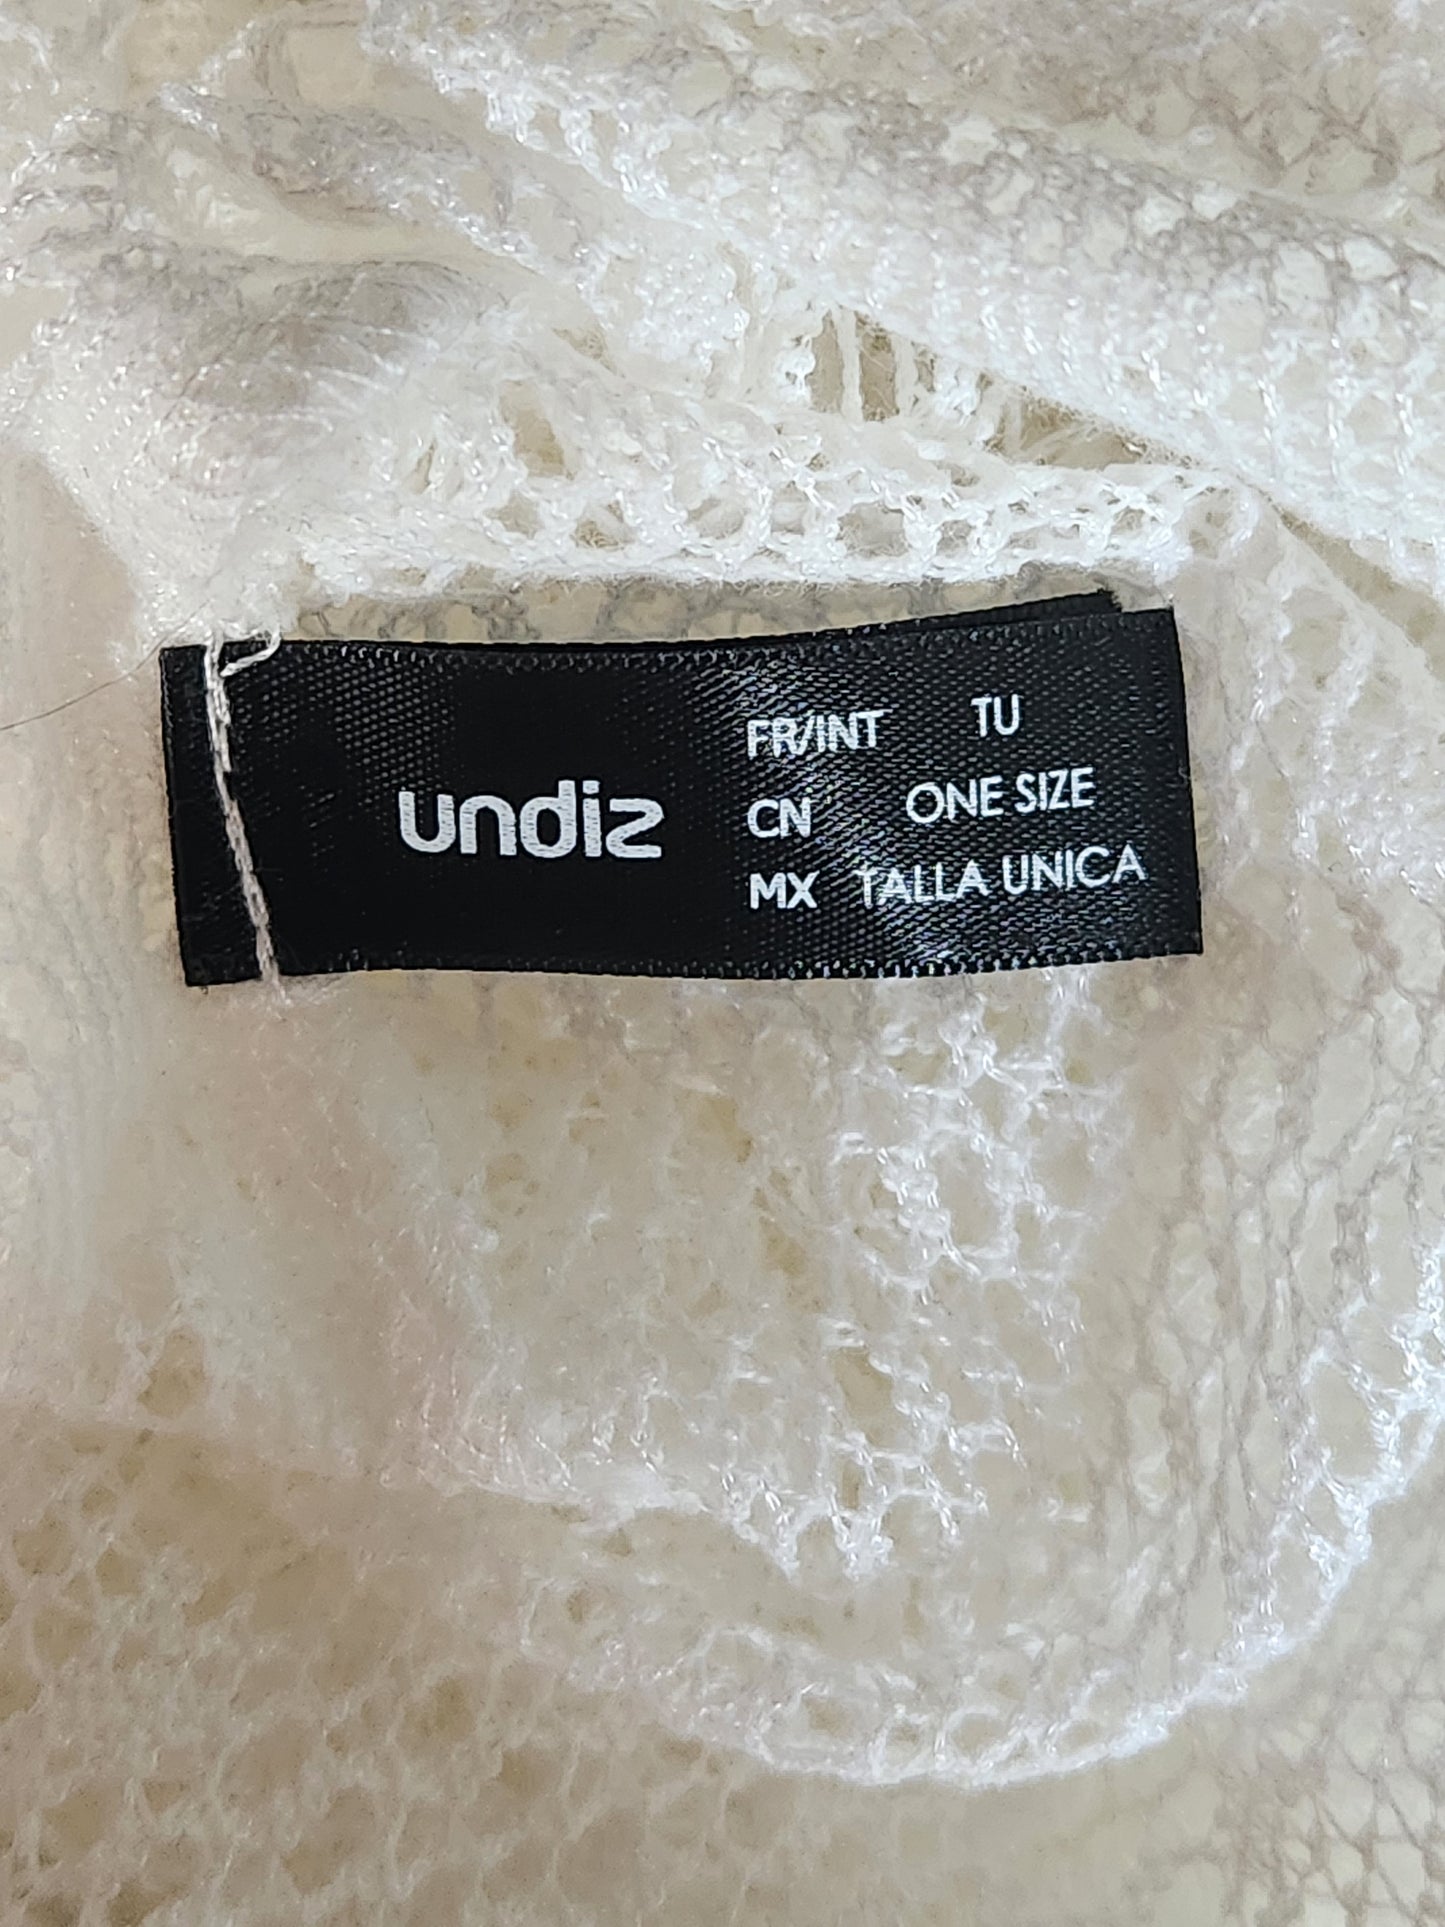 undiz
FR/INT TU
CN ONE SIZE
MX TALLA UNICA